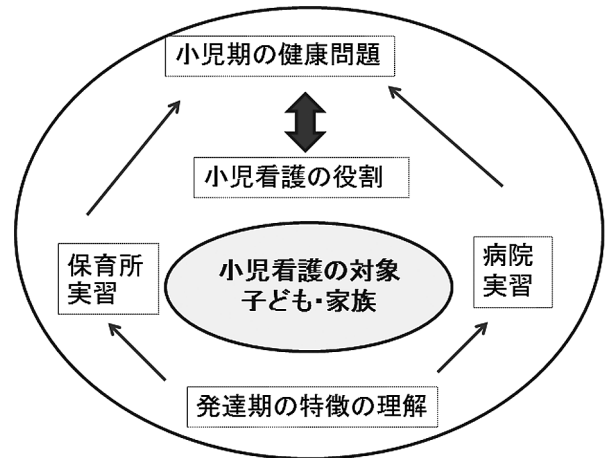 小児期の健康問題
小児看護の役割
保育所
実習
小児看護の対象
子ども・家族
病院
実習
発達期の特徴の理解